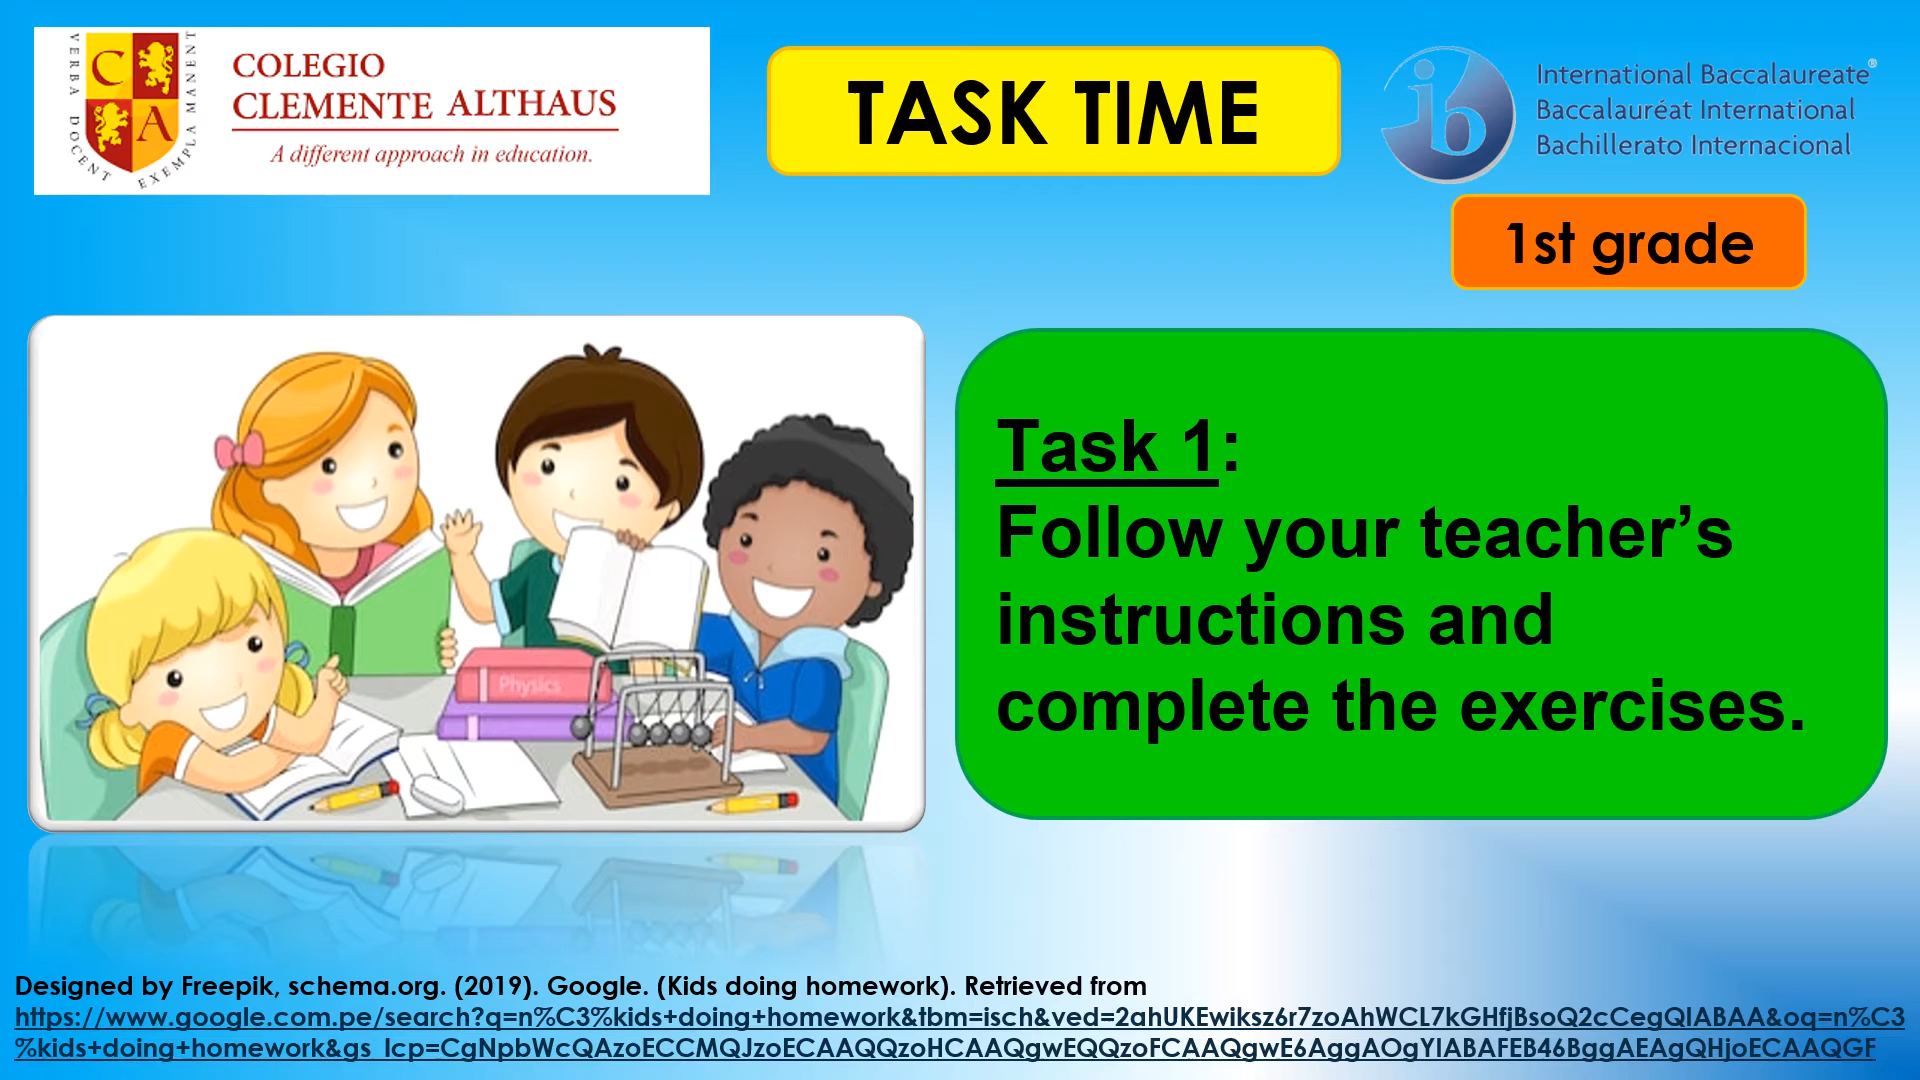 VERBA DOCENT
EXEMPLA MANENT
C
A
COLEGIO
CLEMENTE ALTHAUS
A different approach in education.
TASK TIME
ib
International Baccalaureate®
Baccalauréat International
Bachillerato Internacional
1st grade
Physics
Task 1:
Follow your teacher’s
instructions and
complete the exercises.
Designed by Freepik, schema.org. (2019). Google. (Kids doing homework). Retrieved from
https://www.google.com.pe/search?q=n%C3%kids+doing+homework&tbm=isch&ved=2ahUKEwiksz6r7zoAhWCL7kGHfjBsoQ2cCegQIABAA&oq=n%C3
%kids+doing+homework&gs_lcp=CgNpbWcQAzoECCMQJzoECAAQQzoHCAAQgwEQQzoFCAAQgwE6AggAOgYIABAFEB46BggAEAgQHjoECAAQGF